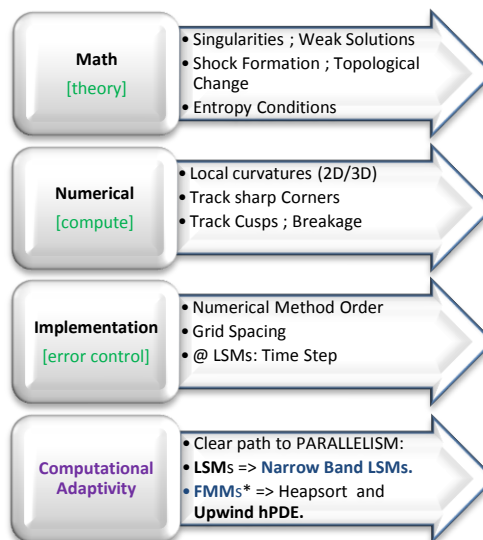 Math
[theory]
• Singularities ; Weak Solutions
• Shock Formation ; Topological
Change
• Entropy Conditions
Numerical
[compute]
• Local curvatures (2D/3D)
• Track sharp Corners
• Track Cusps ; Breakage
Implementation
[error control]
• Numerical Method Order
• Grid Spacing
• @ LSMs: Time Step
Computational
Adaptivity
• Clear path to PARALLELISM:
• LSMs => Narrow Band LSMs.
• FMMs* => Heapsort and
Upwind hPDE.